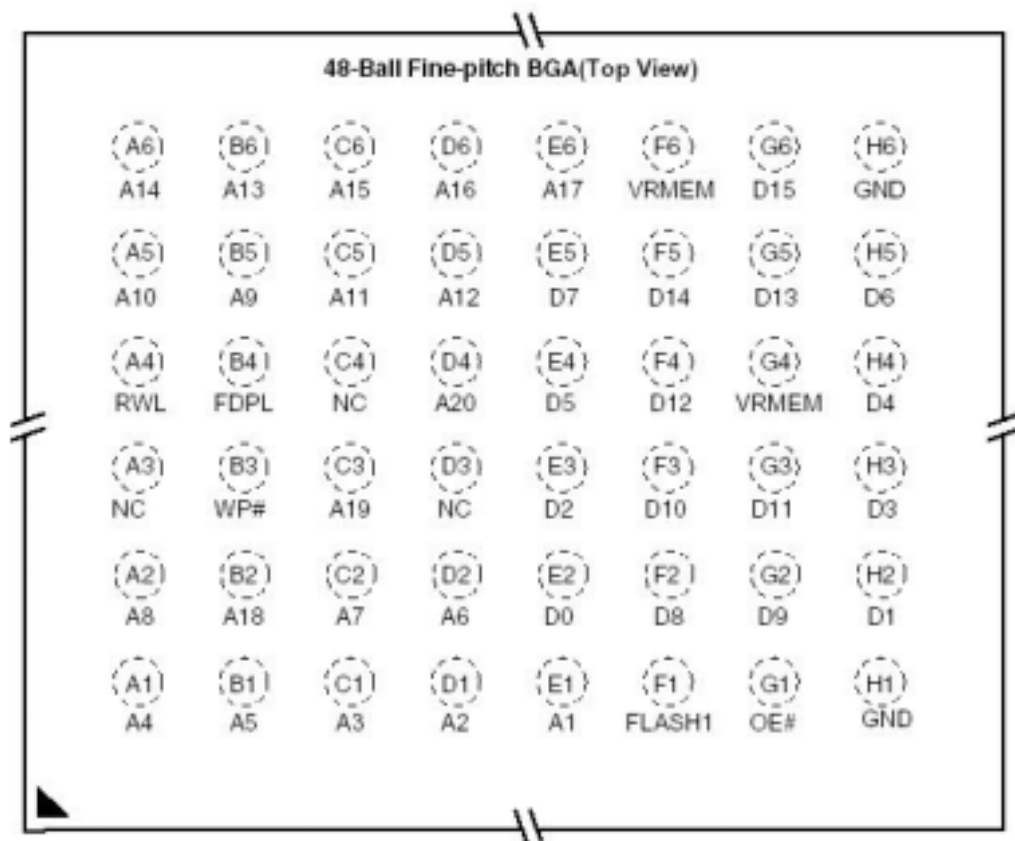 48-Ball Fine-pitch BGA(Top View)
A6 B6 C6 D6 E6 F6 G6 H6
A14 A13 A15 A16 A17 VRMEM D15 GND
A5 B5 C5 D5 E5 F5 G5 H5
A10 A9 A11 A12 D7 D14 D13 D6
A4 B4 C4 D4 E4 F4 G4 H4
RWL FDPL NC A20 D5 D12 VRMEM D4
A3 B3 C3 D3 E3 F3 G3 H3
NC WP# A19 NC D2 D10 D11 D3
A2 B2 C2 D2 E2 F2 G2 H2
A8 A18 A7 A6 D0 D8 D9 D1
A1 B1 C1 D1 E1 F1 G1 H1
A4 A5 A3 A2 A1 FLASH1 OE# GND